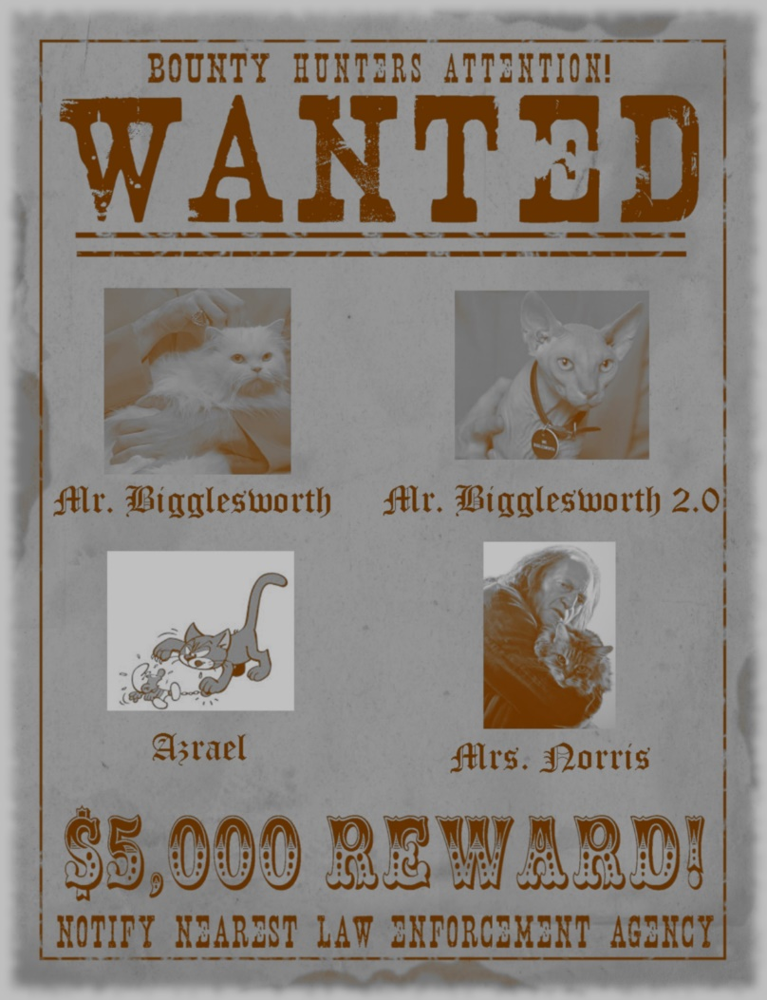 BOUNTY HUNTERS ATTENTION!
WANTED
Mr. Bigglesworth
Mr. Bigglesworth 2.0
Azrael
Mrs. Norris
$5,000 REWARD!
NOTIFY NEAREST LAW ENFORCEMENT AGENCY